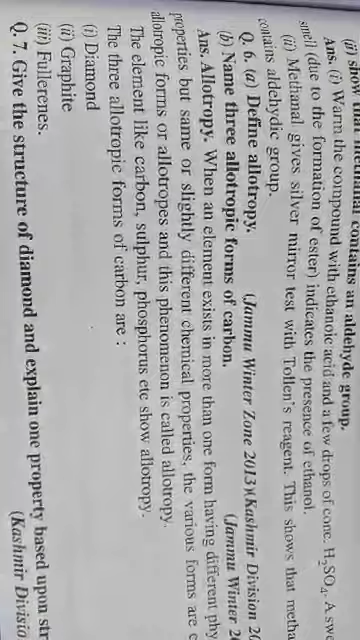 (ii) show that methanal contains an aldehyde group.
Ans. (i) Warm the compound with ethanoic acid and a few drops of conc. H₂SO₄. A
smell (due to the formation of ester) indicates the presence of ethanol.
(ii) Methanal gives silver mirror test with Tollen's reagent. This shows that
contains aldehydic group.
Q. 6. (a) Define allotropy. (Jammu Winter Zone 2013)(Kashmir Division
(b) Name three allotropic forms of carbon. (Jammu Winter
Ans. Allotropy. When an element exists in more than one form having different
properties but same or slightly different chemical properties, the various forms are
allotropic forms or allotropes and this phenomenon is called allotropy.
The element like carbon, sulphur, phosphorus etc show allotropy.
The three allotropic forms of carbon are :
(i) Diamond
(ii) Graphite
(iii) Fullerenes.
Q. 7. Give the structure of diamond and explain one property based upon
(Kashmir